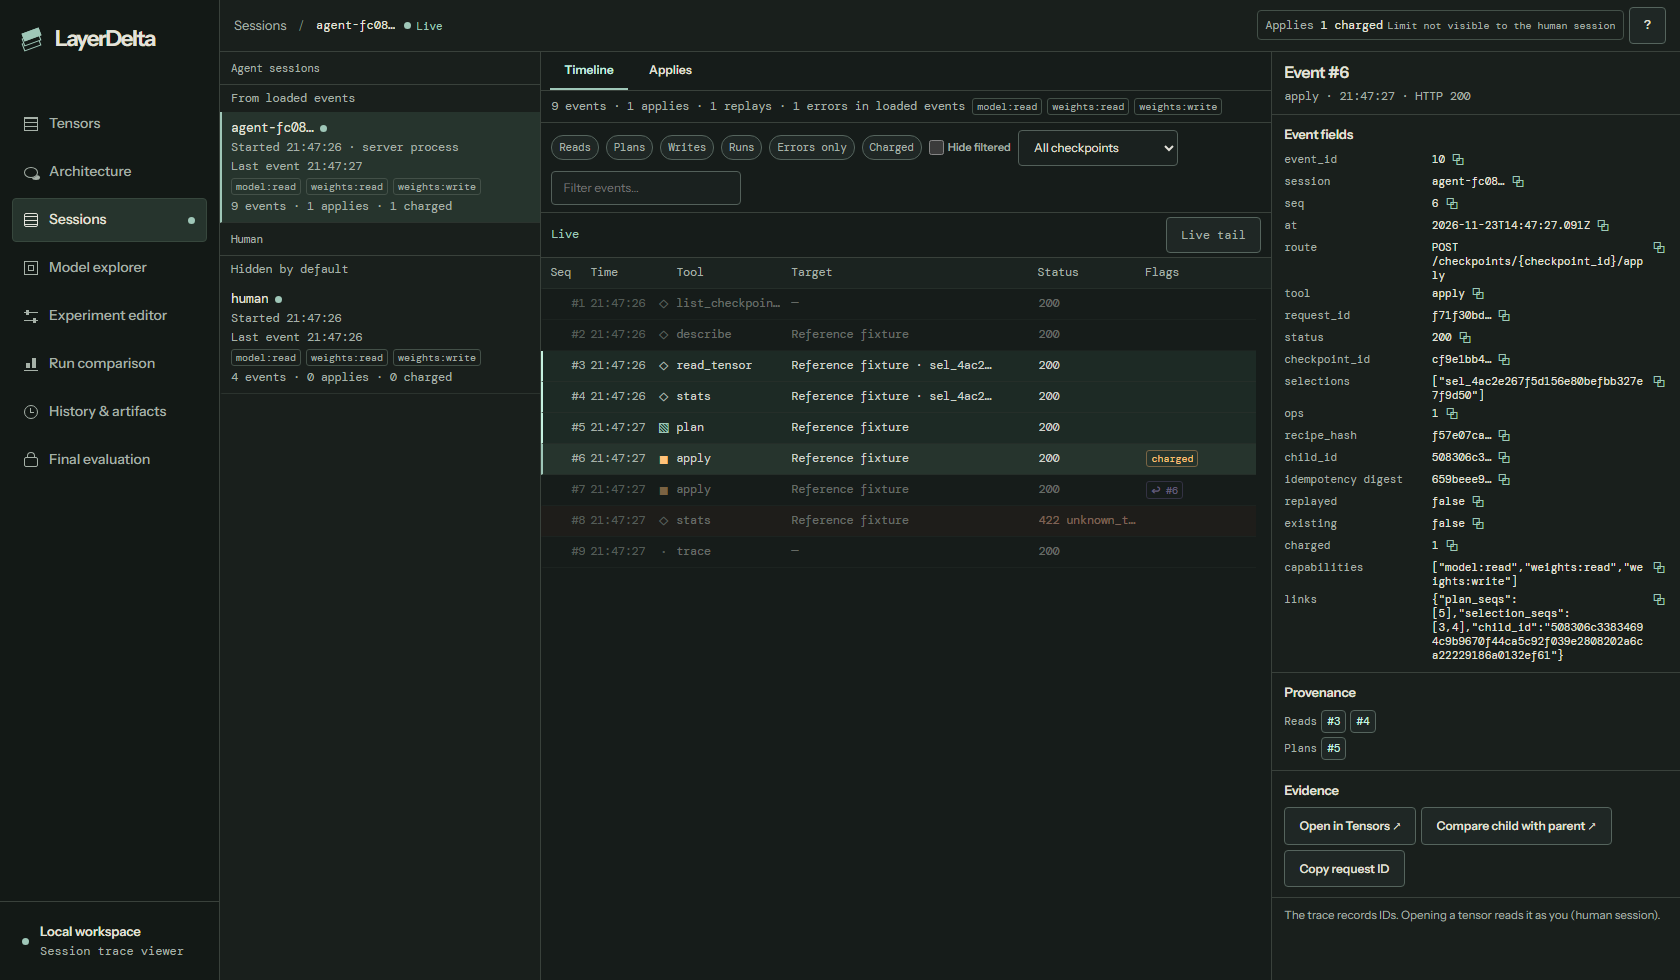 LayerDelta
Tensors
Architecture
Sessions
Model explorer
Experiment editor
Run comparison
History & artifacts
Final evaluation
Local workspace
Session trace viewer
Sessions / agent-fc08… Live
Applies 1 charged Limit not visible to the human session
?
Agent sessions
From loaded events
agent-fc08…
Started 21:47:26 · server process
Last event 21:47:27
model:read weights:read weights:write
9 events · 1 applies · 1 charged
Human
Hidden by default
human
Started 21:47:26
Last event 21:47:26
model:read weights:read weights:write
4 events · 0 applies · 0 charged
Timeline Applies
9 events · 1 applies · 1 replays · 1 errors in loaded events model:read weights:read weights:write
Reads Plans Writes Runs Errors only Charged Hide filtered All checkpoints
Filter events…
Live Live tail
Seq Time Tool Target Status Flags
#1 21:47:26 list_checkpoin… — 200
#2 21:47:26 describe Reference fixture 200
#3 21:47:26 read_tensor Reference fixture · sel_4ac2… 200
#4 21:47:26 stats Reference fixture · sel_4ac2… 200
#5 21:47:27 plan Reference fixture 200
#6 21:47:27 apply Reference fixture 200 charged
#7 21:47:27 apply Reference fixture 200 ↩ #6
#8 21:47:27 stats Reference fixture 422 unknown_t…
#9 21:47:27 trace — 200
Event #6
apply · 21:47:27 · HTTP 200
Event fields
event_id 10
session agent-fc08…
seq 6
at 2026-11-23T14:47:27.091Z
route POST
/checkpoints/{checkpoint_id}/app
ly
tool apply
request_id f71f30bd…
status 200
checkpoint_id cf9e1bb4…
selections ["sel_4ac2e267f5d156e80befbb327e
7f9d50"]
ops 1
recipe_hash f57e07ca…
child_id 508306c3…
idempotency digest 659beee9…
replayed false
existing false
charged 1
capabilities ["model:read","weights:read","we
ights:write"]
links {"plan_seqs":
[5],"selection_seqs":
[3,4],"child_id":"508306c3383469
4c9b9670f44ca5c92f039e2808202a6c
a22229186a0132ef61"}
Provenance
Reads #3 #4
Plans #5
Evidence
Open in Tensors ↗ Compare child with parent ↗
Copy request ID
The trace records IDs. Opening a tensor reads it as you (human session).